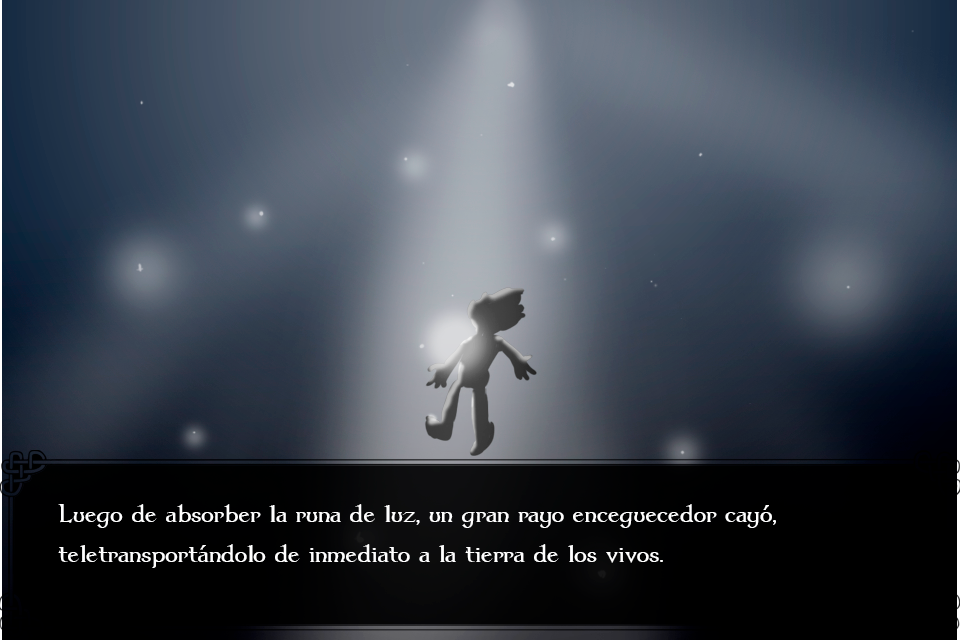 Luego de absorber la runa de luz, un gran rayo enceguecedor cayó,
teletransportándolo de inmediato a la tierra de los vivos.